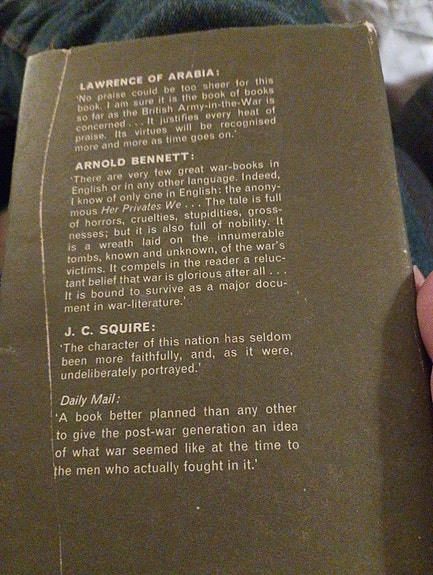 LAWRENCE OF ARABIA:
'No praise could be too sheer for this
book. I am sure it is the book of books
so far as the British Army-in-the-War is
concerned . . . It justifies every heat of
praise. Its virtues will be recognised
more and more as time goes on.'
ARNOLD BENNETT:
'There are very few great war-books in
English or in any other language. Indeed,
I know of only one in English: the anony-
mous Her Privates We . . . The tale is full
of horrors, cruelties, stupidities, gross-
nesses; but it is also full of nobility. It
is a wreath laid on the innumerable
tombs, known and unknown, of the war's
victims. It compels in the reader a reluc-
tant belief that war is glorious after all . . .
It is bound to survive as a major docu-
ment in war-literature.'
J. C. SQUIRE:
'The character of this nation has seldom
been more faithfully, and, as it were,
undeliberately portrayed.'
Daily Mail:
'A book better planned than any other
to give the post-war generation an idea
of what war seemed like at the time to
the men who actually fought in it.'